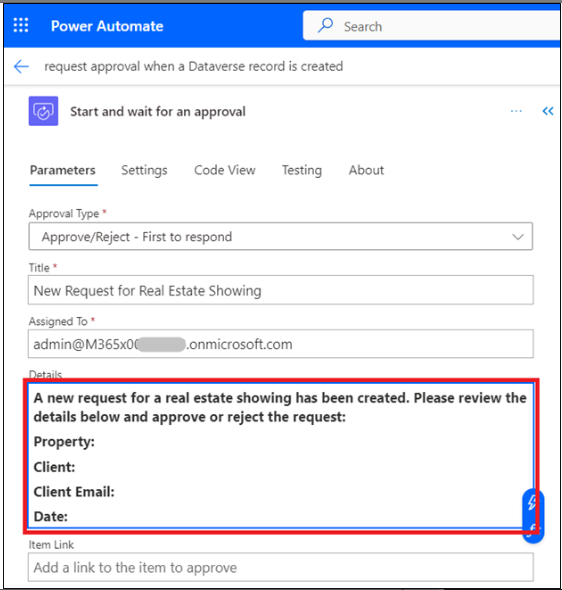 Power Automate
Search
request approval when a Dataverse record is created
Start and wait for an approval
Parameters Settings Code View Testing About
Approval Type *
Approve/Reject - First to respond
Title *
New Request for Real Estate Showing
Assigned To *
admin@M365x00 .onmicrosoft.com
Details
A new request for a real estate showing has been created. Please review the
details below and approve or reject the request:
Property:
Client:
Client Email:
Date:
Item Link
Add a link to the item to approve